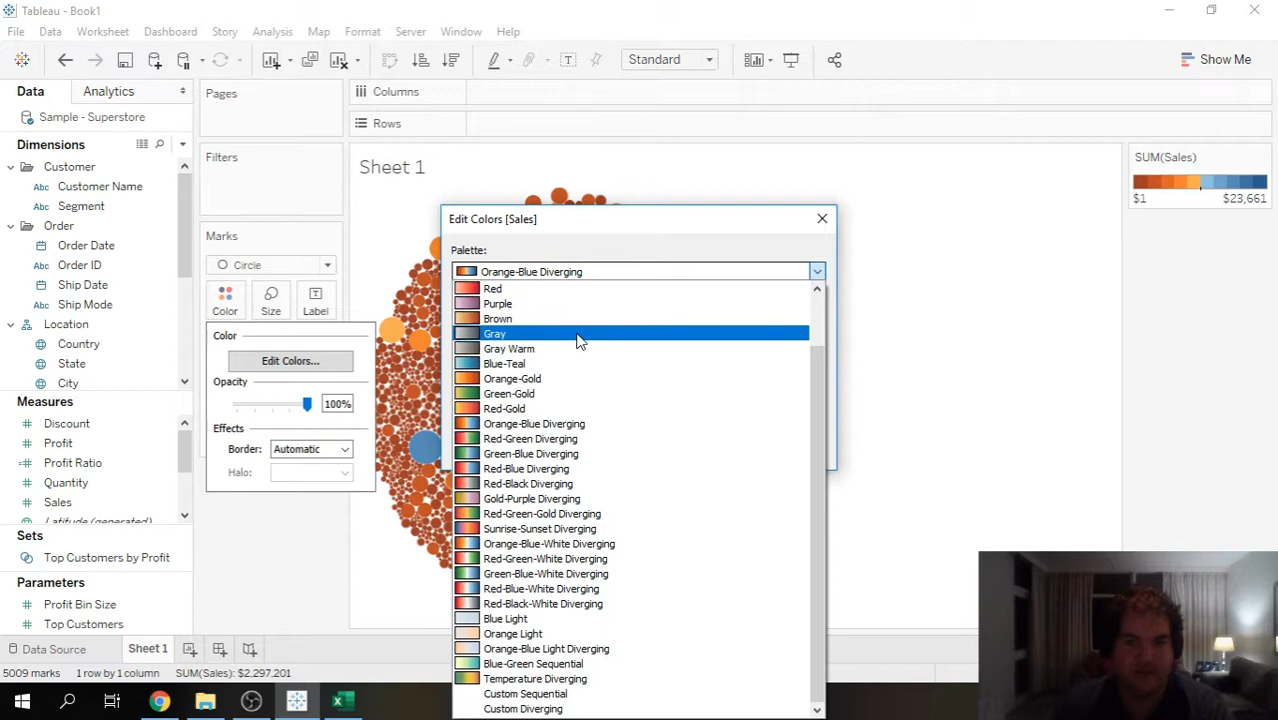 Tableau - Book1
File Data Worksheet Dashboard Story Analysis Map Format Server Window Help
Standard
Show Me
Data Analytics
Sample - Superstore
Dimensions
Customer
Abc Customer Name
Abc Segment
Order
Order Date
Abc Order ID
Ship Date
Abc Ship Mode
Location
Country
State
City
Measures
Discount
Profit
Profit Ratio
Quantity
Sales
Latitude (generated)
Sets
Top Customers by Profit
Parameters
Profit Bin Size
Top Customers
Pages
Filters
Marks
Circle
Color Size Label
Color
Edit Colors...
Opacity
100%
Effects
Border: Automatic
Halo:
Columns
Rows
Sheet 1
Edit Colors [Sales]
Palette:
Orange-Blue Diverging
Red
Purple
Brown
Gray
Gray Warm
Blue-Teal
Orange-Gold
Green-Gold
Red-Gold
Orange-Blue Diverging
Red-Green Diverging
Green-Blue Diverging
Red-Blue Diverging
Red-Black Diverging
Gold-Purple Diverging
Red-Green-Gold Diverging
Sunrise-Sunset Diverging
Orange-Blue-White Diverging
Red-Green-White Diverging
Green-Blue-White Diverging
Red-Blue-White Diverging
Red-Black-White Diverging
Blue Light
Orange Light
Orange-Blue Light Diverging
Blue-Green Sequential
Temperature Diverging
Custom Sequential
Custom Diverging
SUM(Sales)
$1 $23,661
Data Source Sheet 1
5009 marks 1 row by 1 column SUM(Sales): $2,297,201